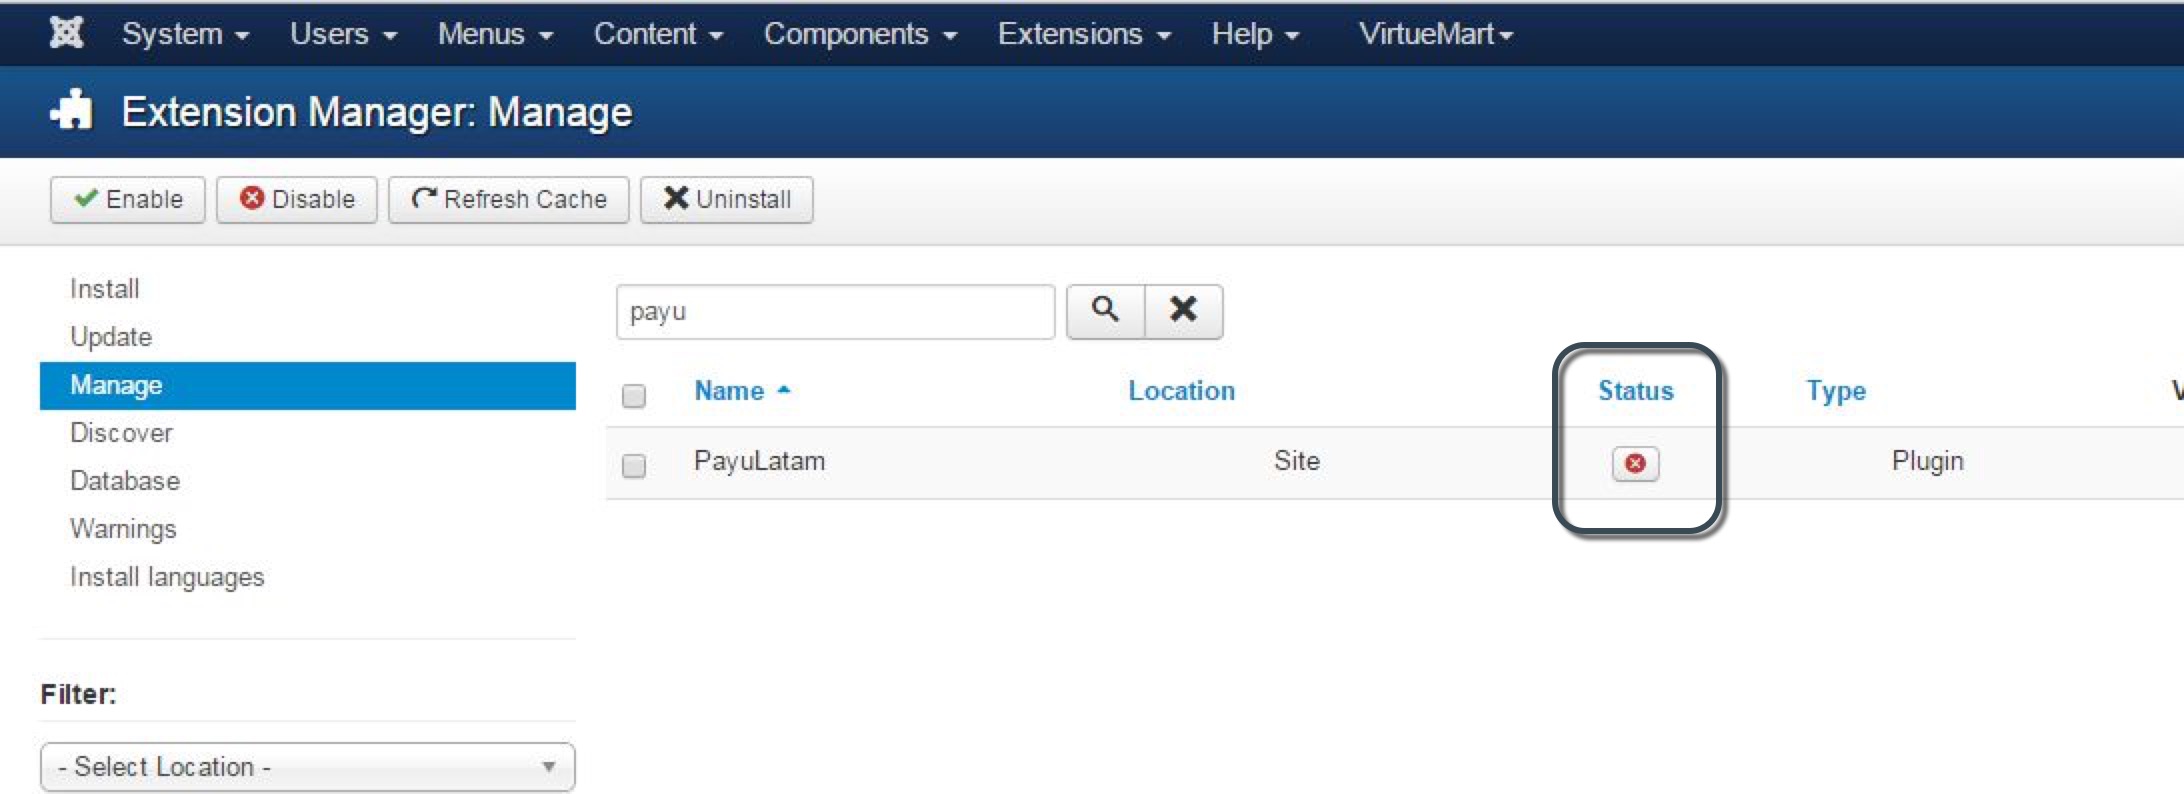 System Users Menus Content Components Extensions Help VirtueMart
Extension Manager: Manage
Enable Disable Refresh Cache Uninstall
Install
Update
Manage
Discover
Database
Warnings
Install languages
Filter:
- Select Location -
payu
Name Location Status Type
PayuLatam Site Plugin